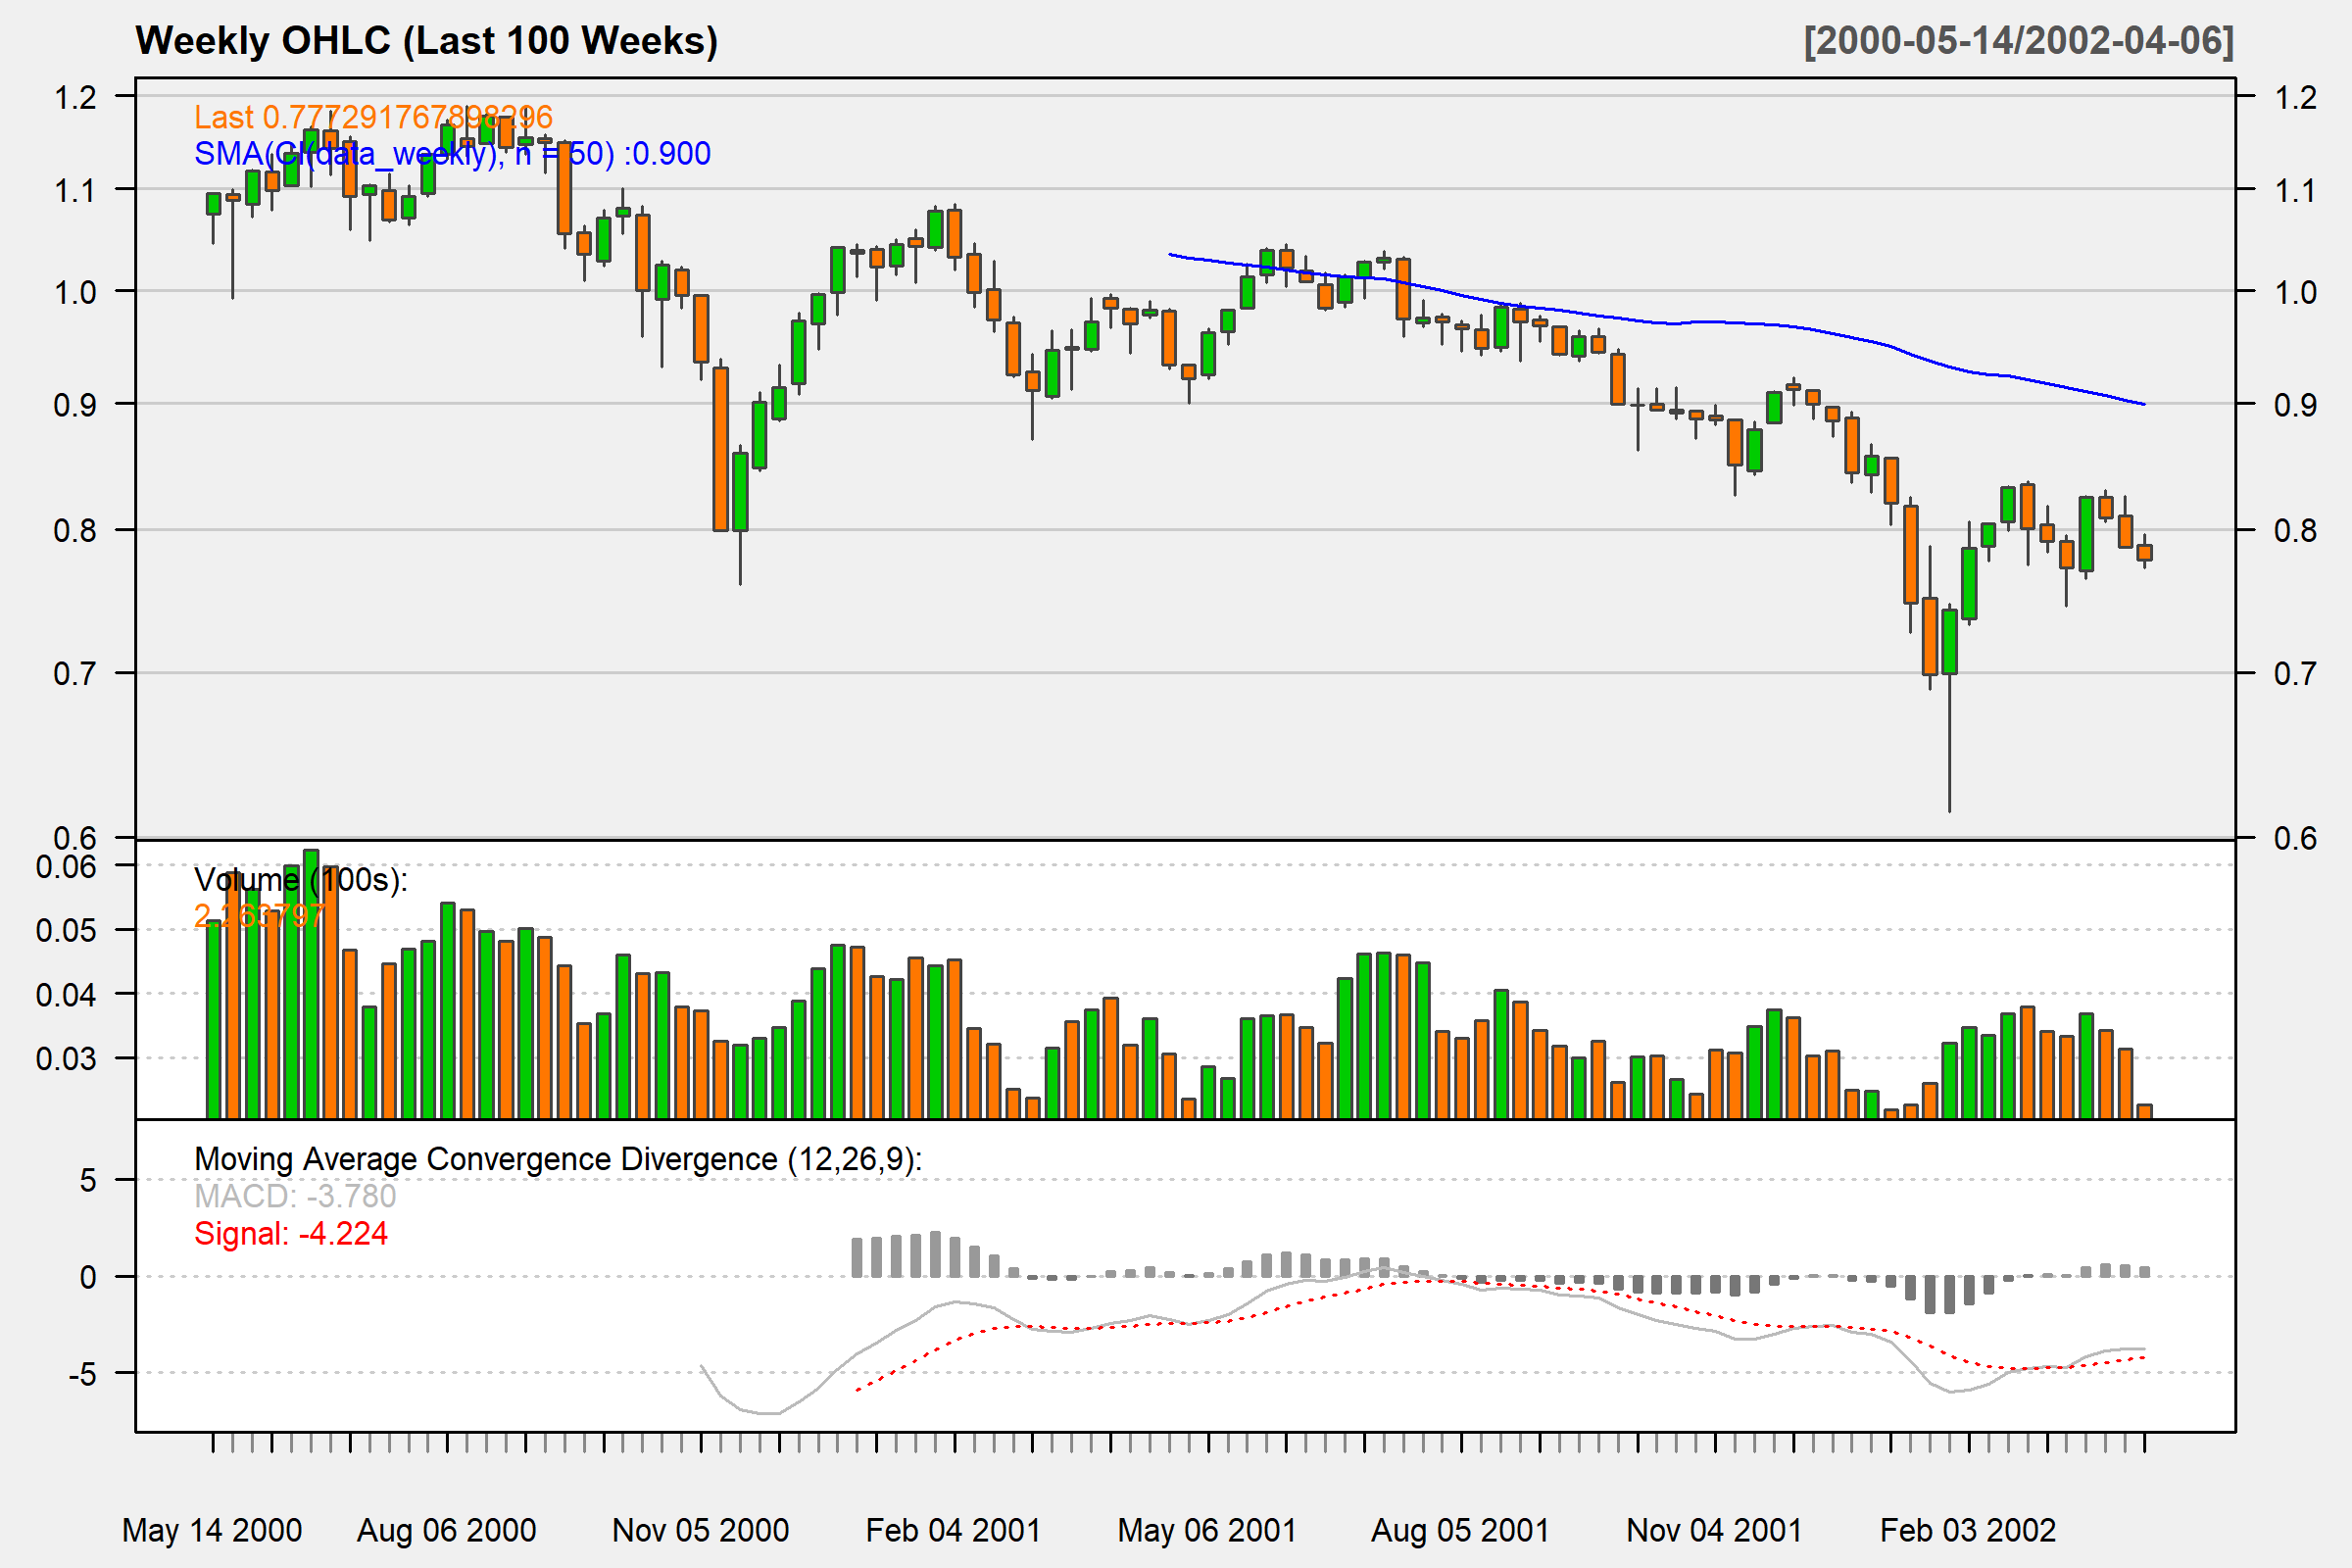 Weekly OHLC (Last 100 Weeks)
[2000-05-14/2002-04-06]
Last 0.777291767898296
SMA(Cl(data_weekly), n = 50) :0.900
1.2
1.1
1.0
0.9
0.8
0.7
0.6
1.2
1.1
1.0
0.9
0.8
0.7
0.6
Volume (100s):
2.263797
0.06
0.05
0.04
0.03
Moving Average Convergence Divergence (12,26,9):
MACD: -3.780
Signal: -4.224
5
0
-5
May 14 2000
Aug 06 2000
Nov 05 2000
Feb 04 2001
May 06 2001
Aug 05 2001
Nov 04 2001
Feb 03 2002